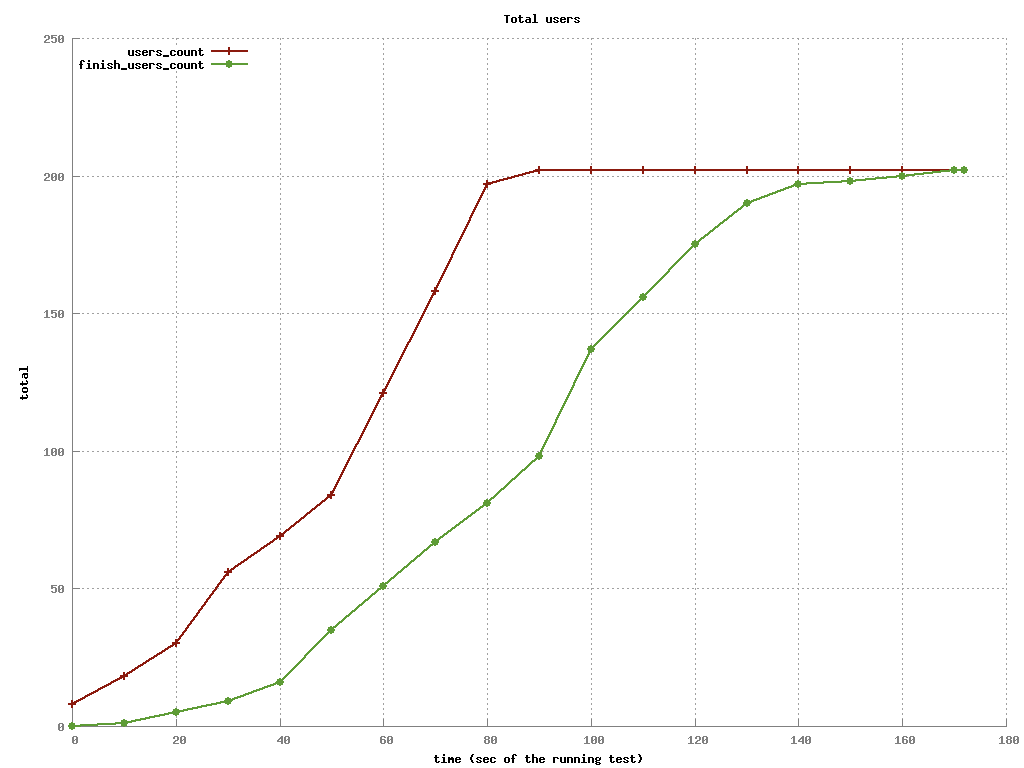 Total users
250
users_count
finish_users_count
200
150
total
100
50
0
0 20 40 60 80 100 120 140 160 180
time (sec of the running test)